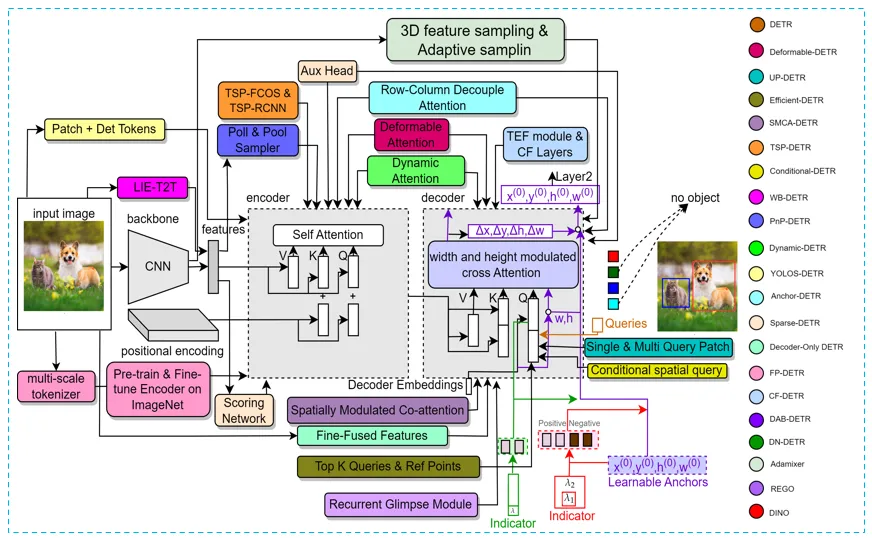 3D feature sampling &
Adaptive samplin
Aux Head
TSP-FCOS &
TSP-RCNN
Row-Column Decouple
Attention
Patch + Det Tokens
Poll & Pool
Sampler
Deformable
Attention
TEF module &
CF Layers
Dynamic
Attention
LIE-T2T
Layer2
input image
backbone
features
encoder
decoder
x(0),y(0),h(0),w(0)
no object
Self Attention
Δx,Δy,Δh,Δw
V K Q
CNN
width and height modulated
cross Attention
V K Q
+ +
w,h
positional encoding
Queries
Single & Multi Query Patch
Conditional spatial query
multi-scale
tokenizer
Pre-train & Fine-
tune Encoder on
ImageNet
Scoring
Network
Decoder Embeddings
Spatially Modulated Co-attention
Fine-Fused Features
Positive Negative
Top K Queries & Ref Points
x(0),y(0),h(0),w(0)
Learnable Anchors
Recurrent Glimpse Module
λ
Indicator
λ2
λ1
Indicator
DETR
Deformable-DETR
UP-DETR
Efficient-DETR
SMCA-DETR
TSP-DETR
Conditional-DETR
WB-DETR
PnP-DETR
Dynamic-DETR
YOLOS-DETR
Anchor-DETR
Sparse-DETR
Decoder-Only DETR
FP-DETR
CF-DETR
DAB-DETR
DN-DETR
Adamixer
REGO
DINO